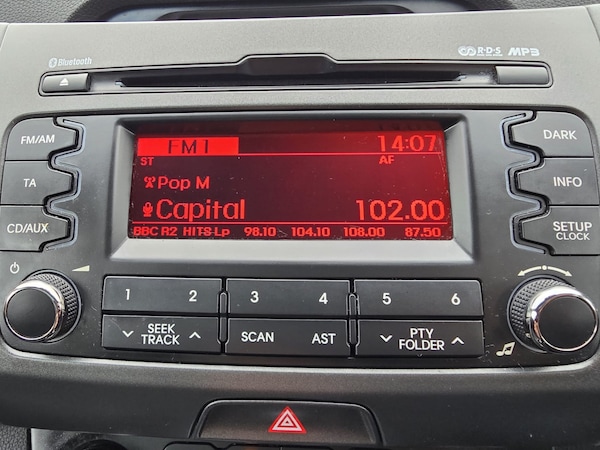 Bluetooth
R·D·S MP3
FM/AM
TA
CD/AUX
FM1 14:07
ST AF
Pop M
Capital 102.00
BBC R2 HITS-Lp 98.10 104.10 108.00 87.50
DARK
INFO
SETUP
CLOCK
1 2 3 4 5 6
SEEK
TRACK
SCAN AST
PTY
FOLDER